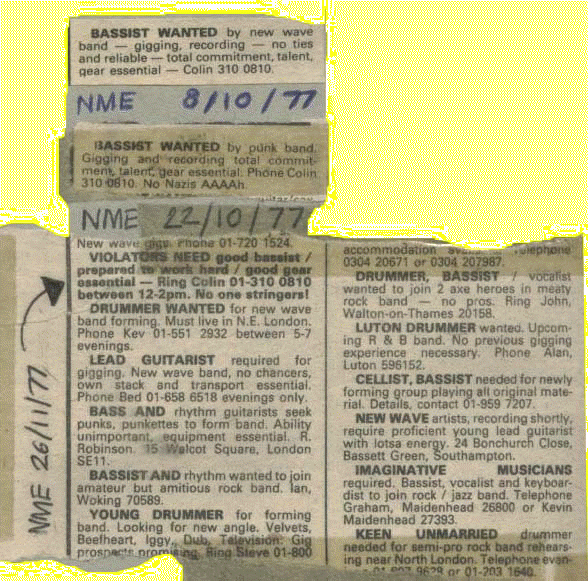 BASSIST WANTED by new wave
band — gigging, recording — no ties
and reliable — total commitment, talent,
gear essential — Colin 310 0810.
NME 8/10/77
BASSIST WANTED by punk band.
Gigging and recording total commit-
ment, talent, gear essential. Phone Colin
310 0810. No Nazis AAAAh.
NME 22/10/77
New wave gigs. Phone 01-720 1524.
VIOLATORS NEED good bassist /
prepared to work hard / good gear
essential — Ring Colin 01-310 0810
between 12-2pm. No one stringers!
DRUMMER WANTED for new wave
band forming. Must live in N.E. London.
Phone Kev 01-551 2932 between 5-7
evenings.
LEAD GUITARIST required for
gigging. New wave band, no chancers,
own stack and transport essential.
Phone Bed 01-658 6518 evenings only.
BASS AND rhythm guitarists seek
punks, punkettes to form band. Ability
unimportant, equipment essential. R.
Robinson. 15 Walcot Square, London
SE11.
BASSIST AND rhythm wanted to join
amateur but amitious rock band. Ian,
Woking 70589.
YOUNG DRUMMER for forming
band. Looking for new angle. Velvets,
Beefheart, Iggy, Dub, Television: Gig
prospects promising. Ring Steve 01-800
NME 26/11/77
accommodation Telephone
0304 20671 or 0304 207987.
DRUMMER, BASSIST / vocalist
wanted to join 2 axe heroes in meaty
rock band — no pros. Ring John,
Walton-on-Thames 20158.
LUTON DRUMMER wanted. Upcom-
ing R & B band. No previous gigging
experience necessary. Phone Alan,
Luton 596152.
CELLIST, BASSIST needed for newly
forming group playing all original mate-
rial. Details, contact 01-959 7207.
NEW WAVE artists, recording shortly,
require proficient young lead guitarist
with lotsa energy. 24 Bonchurch Close,
Bassett Green, Southampton.
IMAGINATIVE MUSICIANS
required. Bassist, vocalist and keyboar-
dist to join rock / jazz band. Telephone
Graham, Maidenhead 26800 or Kevin
Maidenhead 27393.
KEEN UNMARRIED drummer
needed for semi-pro rock band rehears-
ing near North London. Telephone evan-
or 01-203 1640.